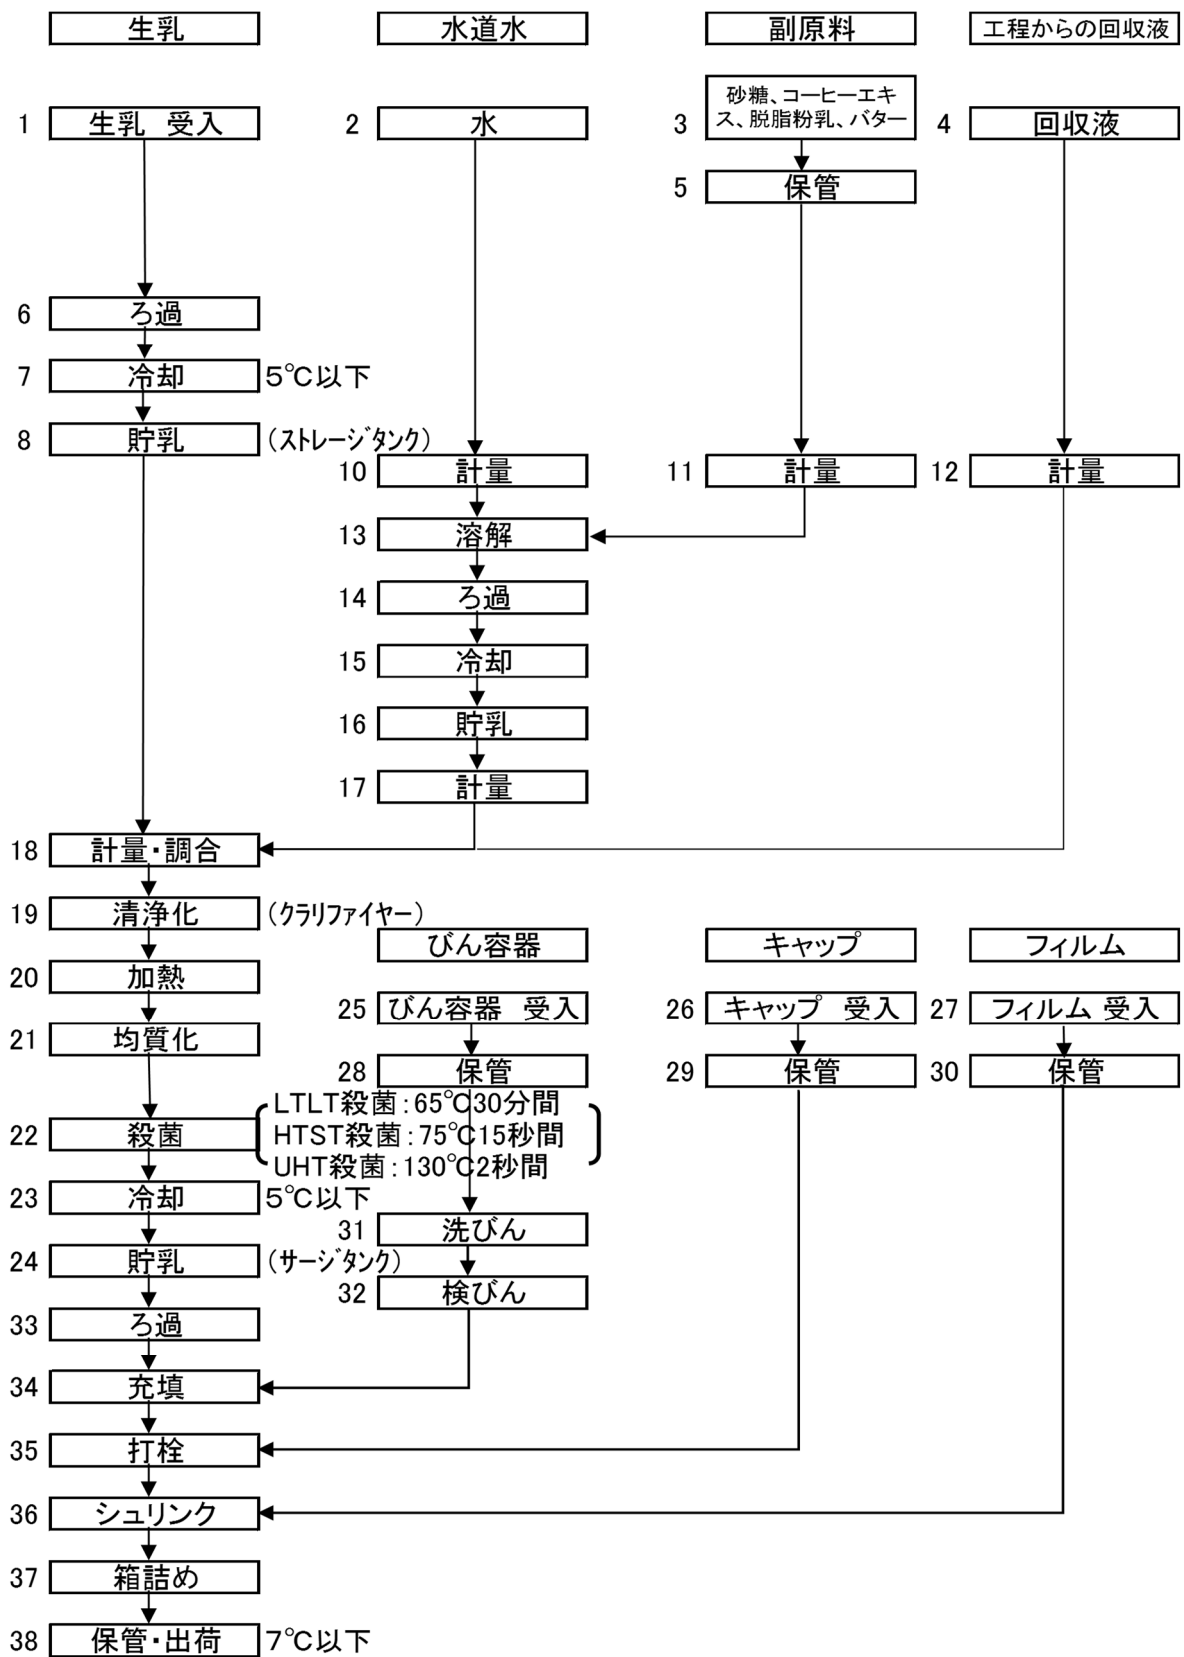 生乳
水道水
副原料
工程からの回収液
1 生乳 受入
2 水
3 砂糖、コーヒーエキ
ス、脱脂粉乳、バター
4 回収液
5 保管
6 ろ過
7 冷却 5℃以下
8 貯乳 (ストレージタンク)
10 計量
11 計量
12 計量
13 溶解
14 ろ過
15 冷却
16 貯乳
17 計量
18 計量・調合
19 清浄化 (クラリファイヤー)
びん容器
キャップ
フィルム
20 加熱
21 均質化
25 びん容器 受入
26 キャップ 受入
27 フィルム 受入
28 保管
29 保管
30 保管
22 殺菌
LTLT殺菌:65℃30分間
HTST殺菌:75℃15秒間
UHT殺菌:130℃2秒間
23 冷却 5℃以下
31 洗びん
24 貯乳 (サージタンク)
32 検びん
33 ろ過
34 充填
35 打栓
36 シュリンク
37 箱詰め
38 保管・出荷 7℃以下